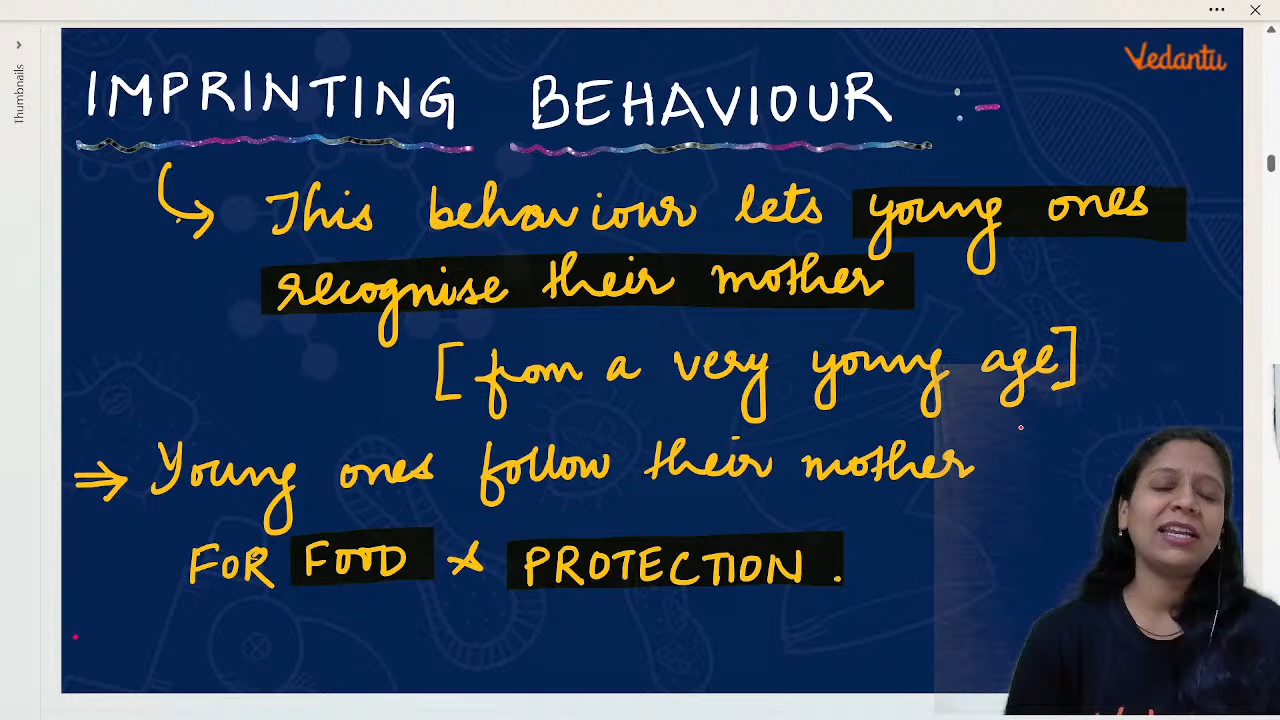 ...
Thumbnails
Vedantu
IMPRINTING BEHAVIOUR :-
↳ This behaviour lets young ones
recognise their mother
[from a very young age]
⇒ Young ones follow their mother
FOR FOOD & PROTECTION.